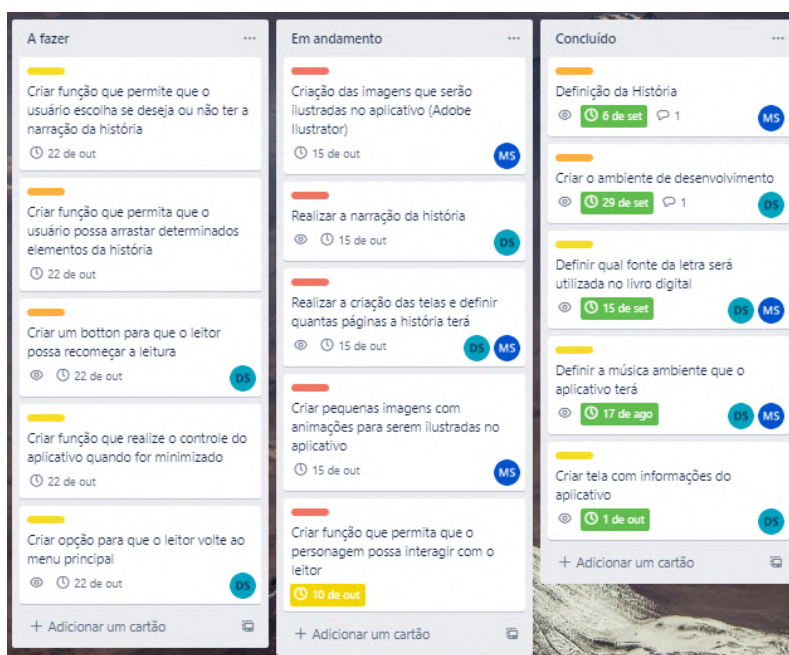 A fazer
Criar função que permite que o
usuário escolha se deseja ou não ter a
narração da história
22 de out
Criar função que permita que o
usuário possa arrastar determinados
elementos da história
22 de out
Criar um botton para que o leitor
possa recomeçar a leitura
22 de out
DS
Criar função que realize o controle do
aplicativo quando for minimizado
22 de out
Criar opção para que o leitor volte ao
menu principal
22 de out
DS
+ Adicionar um cartão
Em andamento
Criação das imagens que serão
ilustradas no aplicativo (Adobe
Ilustrator)
15 de out
MS
Realizar a narração da história
15 de out
DS
Realizar a criação das telas e definir
quantas páginas a história terá
15 de out
DS MS
Criar pequenas imagens com
animações para serem ilustradas no
aplicativo
15 de out
MS
Criar função que permita que o
personagem possa interagir com o
leitor
10 de out
+ Adicionar um cartão
Concluído
Definição da História
6 de set 1
MS
Criar o ambiente de desenvolvimento
29 de set 1
DS
Definir qual fonte da letra será
utilizada no livro digital
15 de set
DS MS
Definir a música ambiente que o
aplicativo terá
17 de ago
DS MS
Criar tela com informações do
aplicativo
1 de out
DS
+ Adicionar um cartão